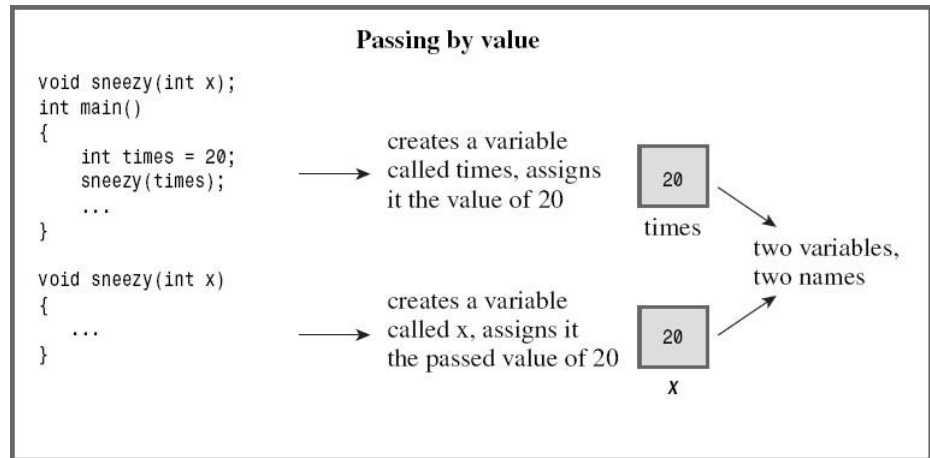 Passing by value
void sneezy(int x);
int main()
{
    int times = 20;
    sneezy(times);
    ...
}
creates a variable
called times, assigns
it the value of 20
20
times
two variables,
two names
void sneezy(int x)
{
    ...
}
creates a variable
called x, assigns it
the passed value of 20
20
x